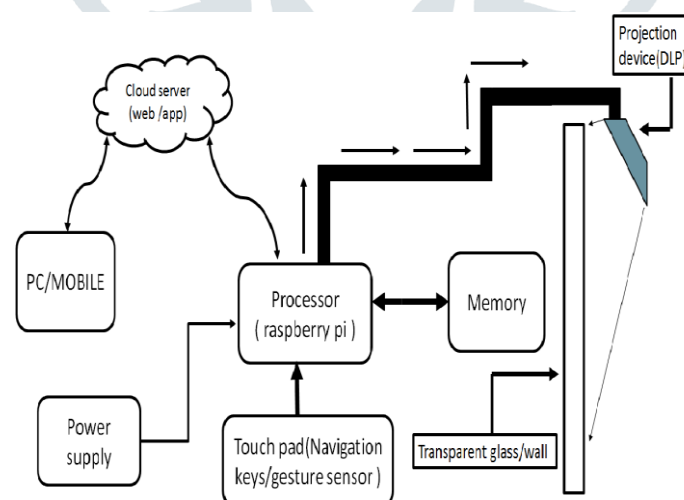 Projection
device(DLP)
Cloud server
(web /app)
PC/MOBILE
Processor
( raspberry pi )
Memory
Power
supply
Touch pad(Navigation
keys/gesture sensor )
Transparent glass/wall